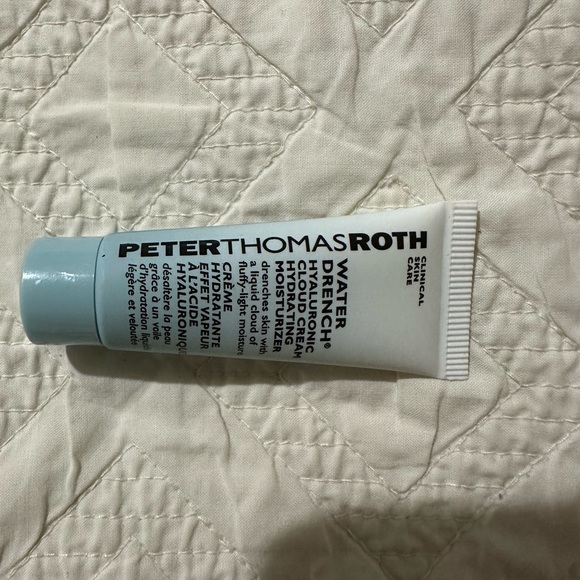 PETERTHOMASROTH
CLINICAL
SKIN
CARE
WATER
DRENCH®
HYALURONIC
CLOUD CREAM
HYDRATING
MOISTURIZER
drenches skin with
a liquid cloud of
fluffy-light moisture
CRÈME
HYDRATANTE
EFFET VAPEUR
À L'ACIDE
HYALURONIQUE
désaltère la peau
grâce à un voile
d'hydratation liquide
légère et veloutée